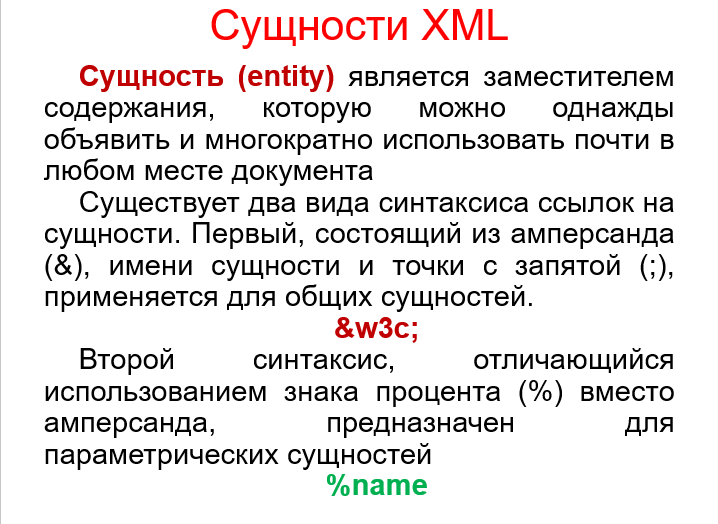 Сущности XML
Сущность (entity) является заместителем
содержания, которую можно однажды
объявить и многократно использовать почти в
любом месте документа
Существует два вида синтаксиса ссылок на
сущности. Первый, состоящий из амперсанда
(&), имени сущности и точки с запятой (;),
применяется для общих сущностей.
&w3c;
Второй синтаксис, отличающийся
использованием знака процента (%) вместо
амперсанда, предназначен для
параметрических сущностей
%name